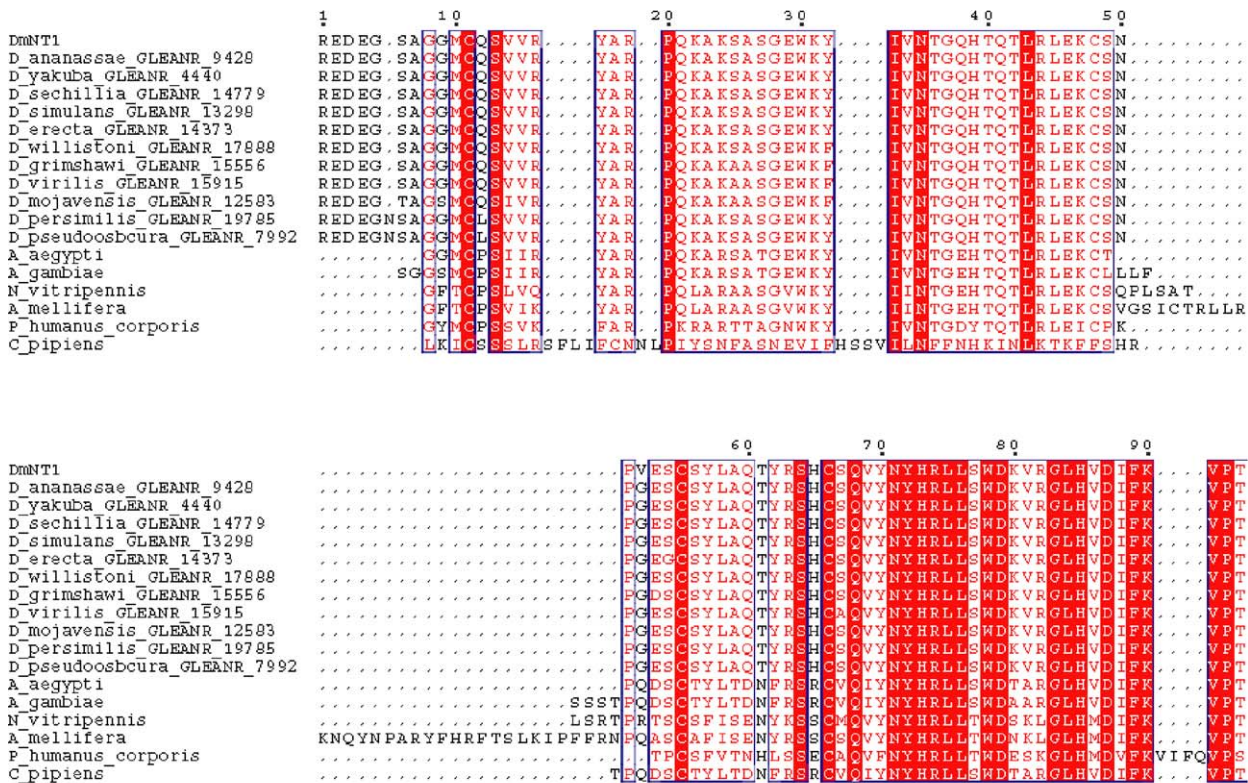 1 10 20 30 40 50
DmNT1 REDEG.SAGGMCQSVVR....YAR..PQKAKSASGEWKY....IVNTGQHTQTLRLEKCSN.........
D_ananassae_GLEANR_9428 REDEG.SAGGMCQSVVR....YAR..PQKAKSASGEWKY....IVNTGQHTQTLRLEKCSN.........
D_yakuba_GLEANR_4440 REDEG.SAGGMCQSVVR....YAR..PQKAKSASGEWKY....IVNTGQHTQTLRLEKCSN.........
D_sechillia_GLEANR_14779 REDEG.SAGGMCQSVVR....YAR..PQKAKSASGEWKY....IVNTGQHTQTLRLEKCSN.........
D_simulans_GLEANR_13298 REDEG.SAGGMCQSVVR....YAR..PQKAKSASGEWKY....IVNTGQHTQTLRLEKCSN.........
D_erecta_GLEANR_14373 REDEG.SAGGMCQSVVR....YAR..PQKAKSASGEWKY....IVNTGQHTQTLRLEKCSN.........
D_willistoni_GLEANR_17888 REDEG.SAGGMCQSVVR....YAR..PQKAKSASGEWKF....IVNTGQHTQTLRLEKCSN.........
D_grimshawi_GLEANR_15556 REDEG.SAGGMCQSVVR....YAR..PQKAKAASGEWKF....IVNTGQHTQTLRLEKCSN.........
D_virilis_GLEANR_15915 REDEG.SAGGMCQSVVR....YAR..PQKAKAASGEWKF....IVNTGQHTQTLRLEKCSN.........
D_mojavensis_GLEANR_12583 REDEG.TAGSMCQSIVR....YAR..PQKAKAASGEWKF....IVNTGQHTQTLRLEKCSN.........
D_persimilis_GLEANR_19785 REDEGNSAGGMCLSVVR....YAR..PQKAKSASGEWKY....IVNTGQHTQTLRLEKCSN.........
D_pseudoosbcura_GLEANR_7992 REDEGNSAGGMCLSVVR....YAR..PQKAKSASGEWKY....IVNTGQHTQTLRLEKCSN.........
A_aegypti ........GGMCPSIIR....YAR..PQKARSATGEWKY....IVNTGEHTQTLRLEKCT..........
A_gambiae ......SGGSMCPSIIR....YAR..PQKAKSATGEWKY....IVNTGEHTQTLRLEKCLLLF.......
N_vitripennis ........GFTCPSLVQ....YAR..PQLARAASGEWKY....IINTGEHTQTLRLEKCSQPLSAT....
A_mellifera ........GFTCPSVIK....YAR..PQLARAASGVWKY....IINTGEHTQTLRLEKCSVGSICTRLLR
P_humanus_corporis ........GYMCPSSVK....FAR..PKRARTTAGNWKY....IVNTGDYTQTLRLEICPK.........
C_pipiens ........LKICSSSLRSFLIFCNNLPIYSNFASNEVIFHSSVILNFFNHKINLKTKFFSHR........
60 70 80 90
DmNT1 .......................PVESCSYLAQTYRSHCSQVYNYHRLLSWDKVRGLHVDIFK....VPT
D_ananassae_GLEANR_9428 .......................PGESCSYLAQTYRSHCSQVYNYHRLLSWDKVRGLHVDIFK....VPT
D_yakuba_GLEANR_4440 .......................PGESCSYLAQTYRSHCSQVYNYHRLLSWDKVRGLHVDIFK....VPT
D_sechillia_GLEANR_14779 .......................PGESCSYLAQTYRSHCSQVYNYHRLLSWDKVRGLHVDIFK....VPT
D_simulans_GLEANR_13298 .......................PGESCSYLAQTYRSHCSQVYNYHRLLSWDKVRGLHVDIFK....VPT
D_erecta_GLEANR_14373 .......................PGEGCSYLAQTYRSHCSQVYNYHRLLSWDKVRGLHVDIFK....VPT
D_willistoni_GLEANR_17888 .......................PGESCSYLAQTYRSHCSQVYNYHRLLSWDKVRGLHVDIFK....VPT
D_grimshawi_GLEANR_15556 .......................PGDSCSYLAQTYRSHCSQVYNYHRLLSWDKVRGLHVDIFK....VPT
D_virilis_GLEANR_15915 .......................PGESCSYLAQTYRSHCAQVYNYHRLLSWDKVRGLHVDIFK....VPT
D_mojavensis_GLEANR_12583 .......................PGESCSYLAQTYRSHCSQVYNYHRLLSWDKVRGLHVDIFK....VPT
D_persimilis_GLEANR_19785 .......................PGESCSYLAQTYRSHCSQVYNYHRLLSWDKVRGLHVDIFK....VPT
D_pseudoosbcura_GLEANR_7992 .......................PGESCSYLAQTYRSHCSQVYNYHRLLSWDKVRGLHVDIFK....VPT
A_aegypti .......................PQDSCTYLTDNFRSRCVQIYNYHRLLSWDTARGLHVDIFK....VPT
A_gambiae ...................SSSTPQDSCTYLTDNFRSRCVQIYNYHRLLSWDAARGLHVDIFK....VPT
N_vitripennis ...................LSRTPRTSCSFISENYKSSCMQVYNYHRLLTWDSKLGLHMDIFK....VPT
A_mellifera KNQYNPARYFHRFTSLKIPFFRNPQASCAFISENYRSSCAQVYNYHRLLTWDNKLGLHMDIFK....VPT
P_humanus_corporis .........................TPCSFVTNHLSSECAQVFNYHRLLTWDESKGLHMDVFKVIFQVPS
C_pipiens ......................TPQDSCTYLTDNFLSSRCVQIYNYHRLLSWDTARGLHVDIFK....VPT